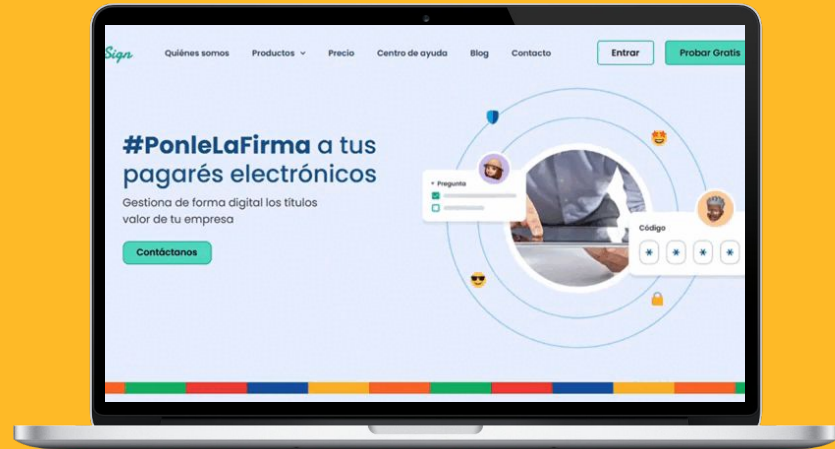 Sign
Quiénes somos
Productos
Precio
Centro de ayuda
Blog
Contacto
Entrar
Probar Gratis
#PonleLaFirma a tus
pagarés electrónicos
Gestiona de forma digital los títulos
valor de tu empresa
Contáctanos
Pregunta
Código
* * * *